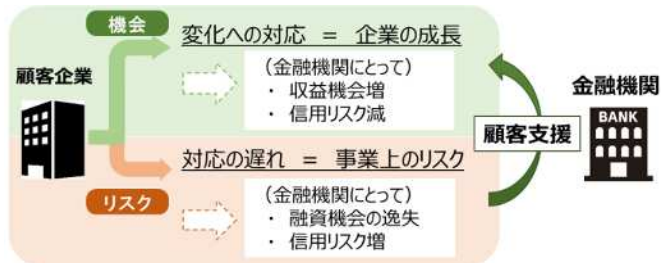 機会
変化への対応 = 企業の成長
顧客企業
(金融機関にとって)
・ 収益機会増
・ 信用リスク減
金融機関
BANK
顧客支援
対応の遅れ = 事業上のリスク
リスク
(金融機関にとって)
・ 融資機会の逸失
・ 信用リスク増